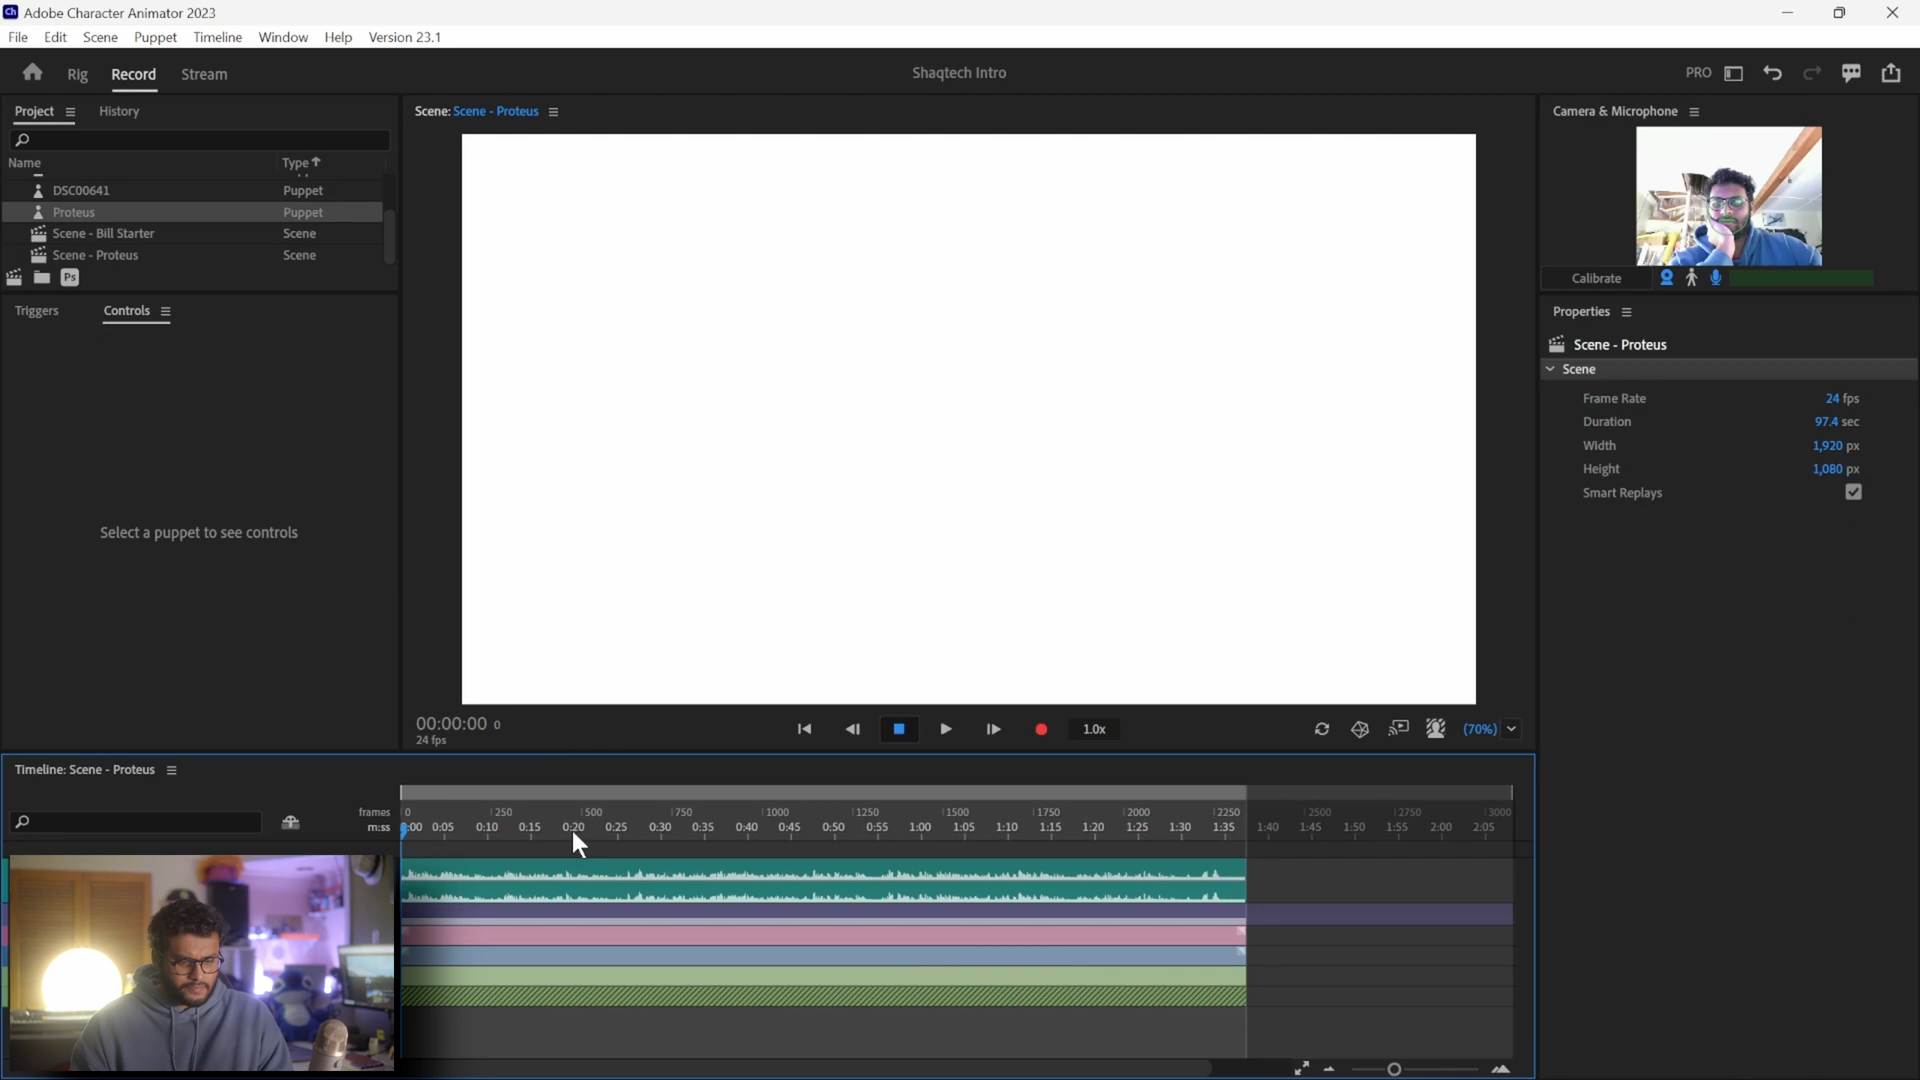 Ch Adobe Character Animator 2023
File Edit Scene Puppet Timeline Window Help Version 23.1
Rig Record Stream
Shaqtech Intro
PRO
Project History
Name Type
DSC00641 Puppet
Proteus Puppet
Scene - Bill Starter Scene
Scene - Proteus Scene
Ps
Triggers Controls
Select a puppet to see controls
Scene: Scene - Proteus
00:00:00 0
24 fps
1.0x
(70%)
Camera & Microphone
Calibrate
Properties
Scene - Proteus
Scene
Frame Rate 24 fps
Duration 97.4 sec
Width 1,920 px
Height 1,080 px
Smart Replays
Timeline: Scene - Proteus
frames 0 250 500 750 1000 1250 1500 1750 2000 2250 2500 2750 3000
m:ss 0:00 0:05 0:10 0:15 0:20 0:25 0:30 0:35 0:40 0:45 0:50 0:55 1:00 1:05 1:10 1:15 1:20 1:25 1:30 1:35 1:40 1:45 1:50 1:55 2:00 2:05